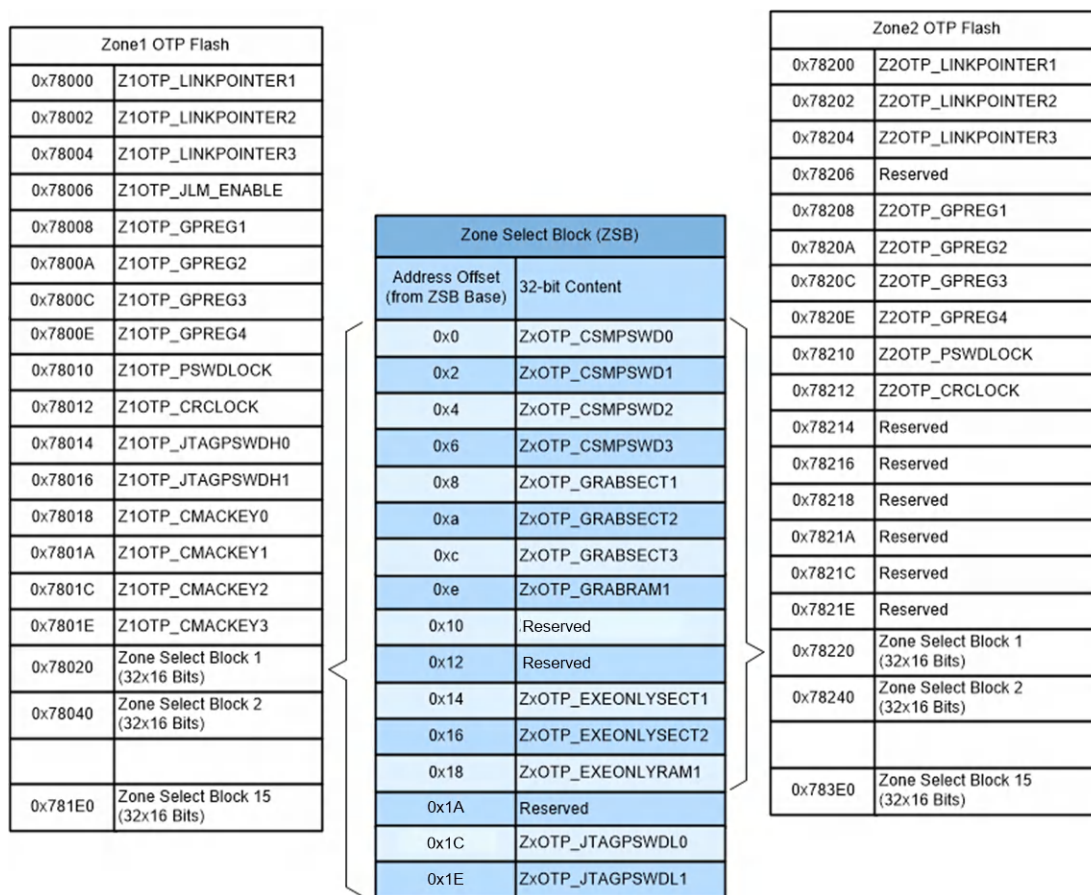 Zone1 OTP Flash
0x78000 Z1OTP_LINKPOINTER1
0x78002 Z1OTP_LINKPOINTER2
0x78004 Z1OTP_LINKPOINTER3
0x78006 Z1OTP_JLM_ENABLE
0x78008 Z1OTP_GPREG1
0x7800A Z1OTP_GPREG2
0x7800C Z1OTP_GPREG3
0x7800E Z1OTP_GPREG4
0x78010 Z1OTP_PSWDLOCK
0x78012 Z1OTP_CRCLOCK
0x78014 Z1OTP_JTAGPSWDH0
0x78016 Z1OTP_JTAGPSWDH1
0x78018 Z1OTP_CMACKEY0
0x7801A Z1OTP_CMACKEY1
0x7801C Z1OTP_CMACKEY2
0x7801E Z1OTP_CMACKEY3
0x78020 Zone Select Block 1
(32x16 Bits)
0x78040 Zone Select Block 2
(32x16 Bits)
0x781E0 Zone Select Block 15
(32x16 Bits)
Zone Select Block (ZSB)
Address Offset
(from ZSB Base) 32-bit Content
0x0 ZxOTP_CSMPSWD0
0x2 ZxOTP_CSMPSWD1
0x4 ZxOTP_CSMPSWD2
0x6 ZxOTP_CSMPSWD3
0x8 ZxOTP_GRABSECT1
0xa ZxOTP_GRABSECT2
0xc ZxOTP_GRABSECT3
0xe ZxOTP_GRABRAM1
0x10 Reserved
0x12 Reserved
0x14 ZxOTP_EXEONLYSECT1
0x16 ZxOTP_EXEONLYSECT2
0x18 ZxOTP_EXEONLYRAM1
0x1A Reserved
0x1C ZxOTP_JTAGPSWDL0
0x1E ZxOTP_JTAGPSWDL1
Zone2 OTP Flash
0x78200 Z2OTP_LINKPOINTER1
0x78202 Z2OTP_LINKPOINTER2
0x78204 Z2OTP_LINKPOINTER3
0x78206 Reserved
0x78208 Z2OTP_GPREG1
0x7820A Z2OTP_GPREG2
0x7820C Z2OTP_GPREG3
0x7820E Z2OTP_GPREG4
0x78210 Z2OTP_PSWDLOCK
0x78212 Z2OTP_CRCLOCK
0x78214 Reserved
0x78216 Reserved
0x78218 Reserved
0x7821A Reserved
0x7821C Reserved
0x7821E Reserved
0x78220 Zone Select Block 1
(32x16 Bits)
0x78240 Zone Select Block 2
(32x16 Bits)
0x783E0 Zone Select Block 15
(32x16 Bits)